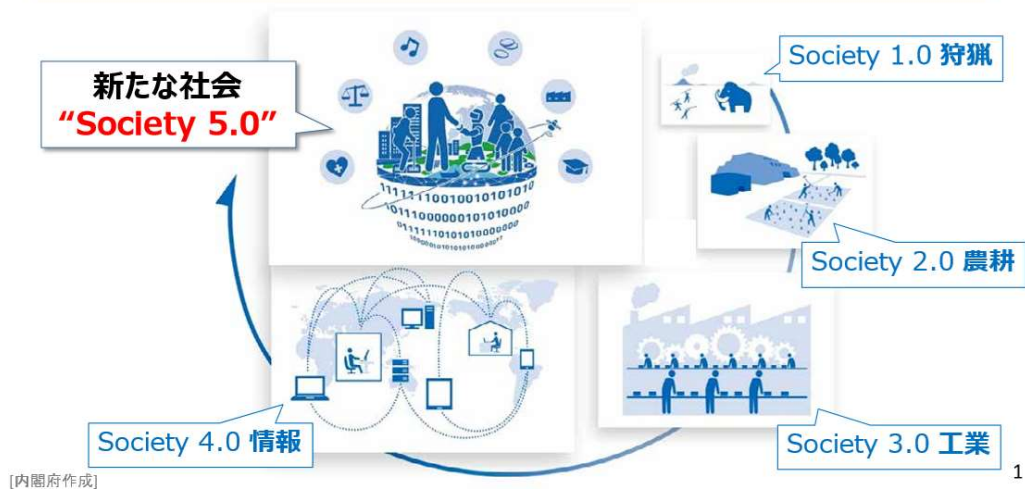 新たな社会
“Society 5.0”
Society 1.0 狩猟
Society 2.0 農耕
Society 3.0 工業
Society 4.0 情報
[内閣府作成]
1